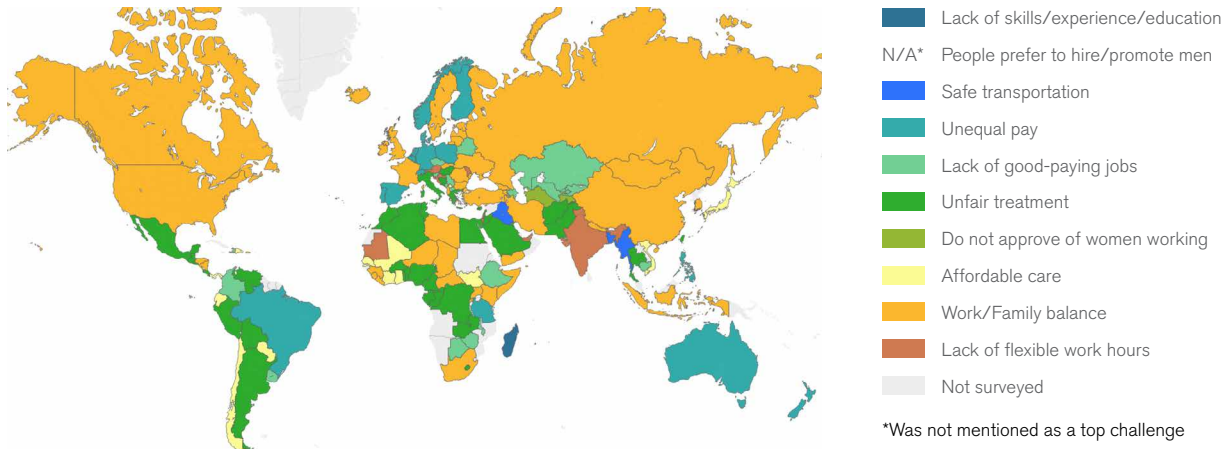 Lack of skills/experience/education
N/A* People prefer to hire/promote men
Safe transportation
Unequal pay
Lack of good-paying jobs
Unfair treatment
Do not approve of women working
Affordable care
Work/Family balance
Lack of flexible work hours
Not surveyed
*Was not mentioned as a top challenge